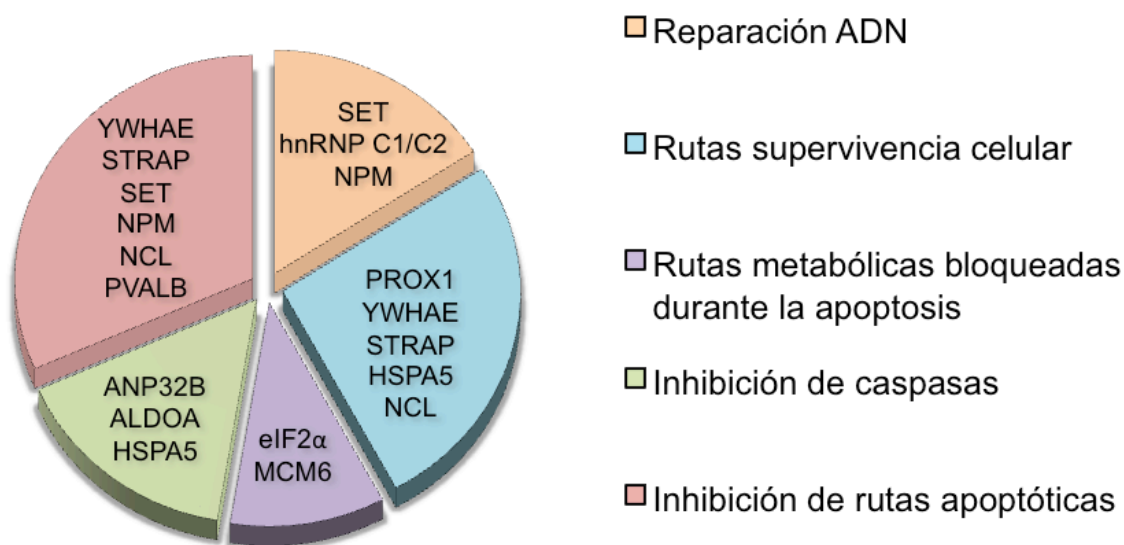 YWHAE
STRAP
SET
NPM
NCL
PVALB
SET
hnRNP C1/C2
NPM
PROX1
YWHAE
STRAP
HSPA5
NCL
eIF2α
MCM6
ANP32B
ALDOA
HSPA5
Reparación ADN
Rutas supervivencia celular
Rutas metabólicas bloqueadas
durante la apoptosis
Inhibición de caspasas
Inhibición de rutas apoptóticas